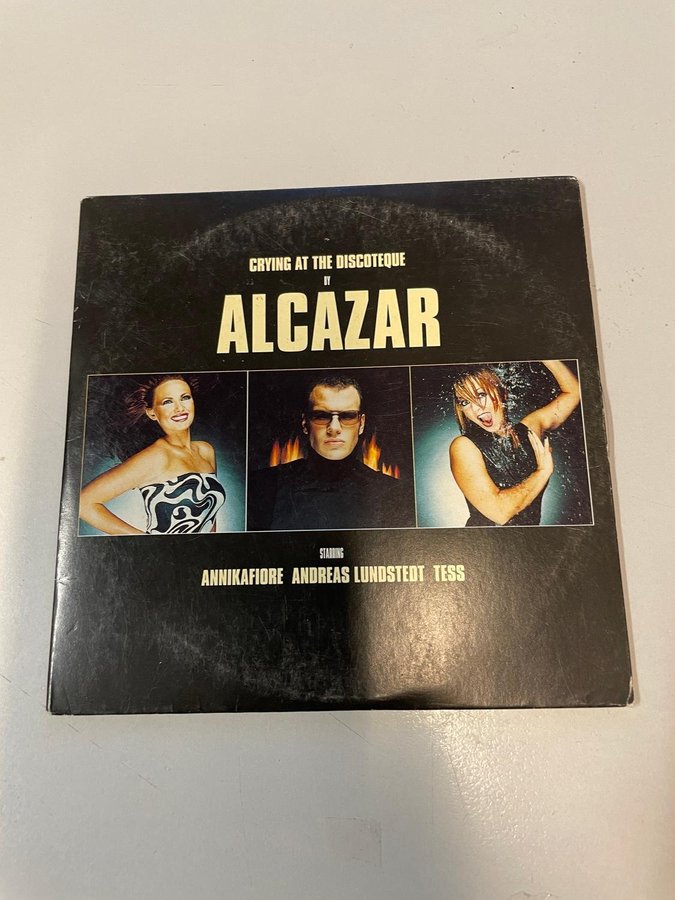 CRYING AT THE DISCOTEQUE
BY
ALCAZAR
STARRING
ANNIKAFIORE ANDREAS LUNDSTEDT TESS